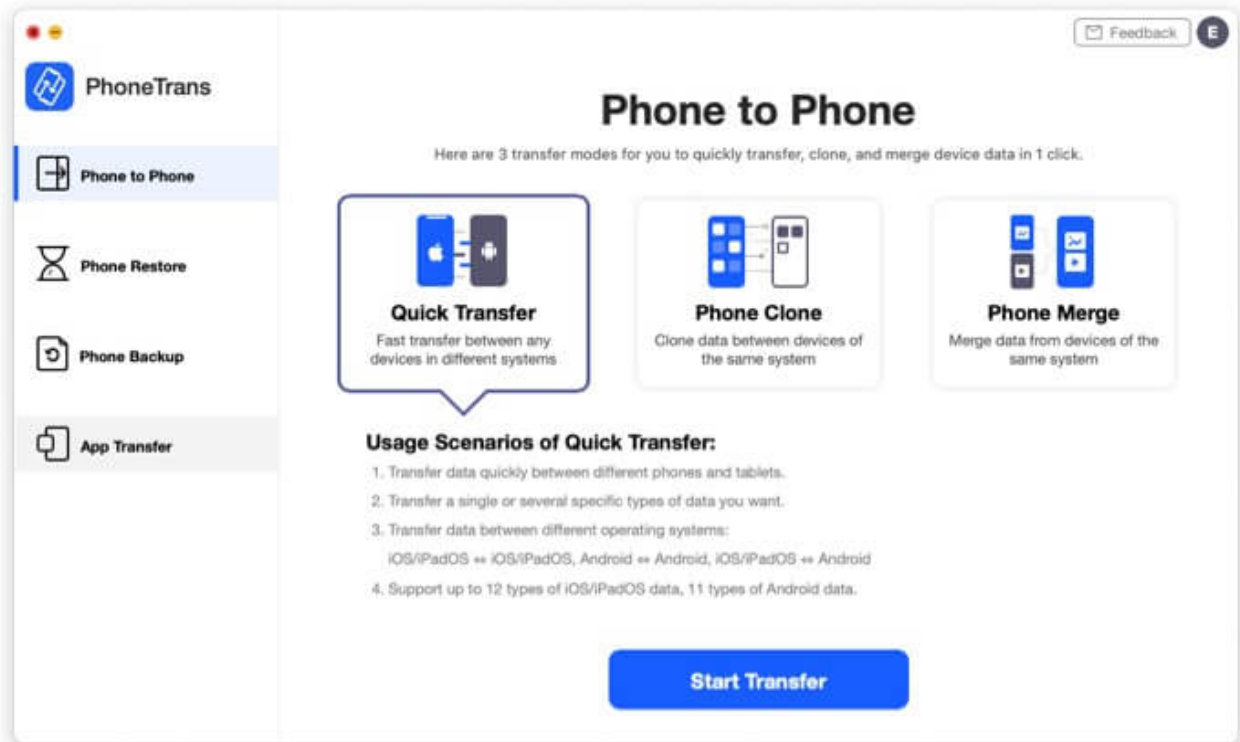 Feedback
E
PhoneTrans
Phone to Phone
Phone Restore
Phone Backup
App Transfer
Phone to Phone
Here are 3 transfer modes for you to quickly transfer, clone, and merge device data in 1 click.
Quick Transfer
Fast transfer between any
devices in different systems
Phone Clone
Clone data between devices of
the same system
Phone Merge
Merge data from devices of the
same system
Usage Scenarios of Quick Transfer:
1. Transfer data quickly between different phones and tablets.
2. Transfer a single or several specific types of data you want.
3. Transfer data between different operating systems:
iOS/iPadOS ↔ iOS/iPadOS, Android ↔ Android, iOS/iPadOS ↔ Android
4. Support up to 12 types of iOS/iPadOS data, 11 types of Android data.
Start Transfer